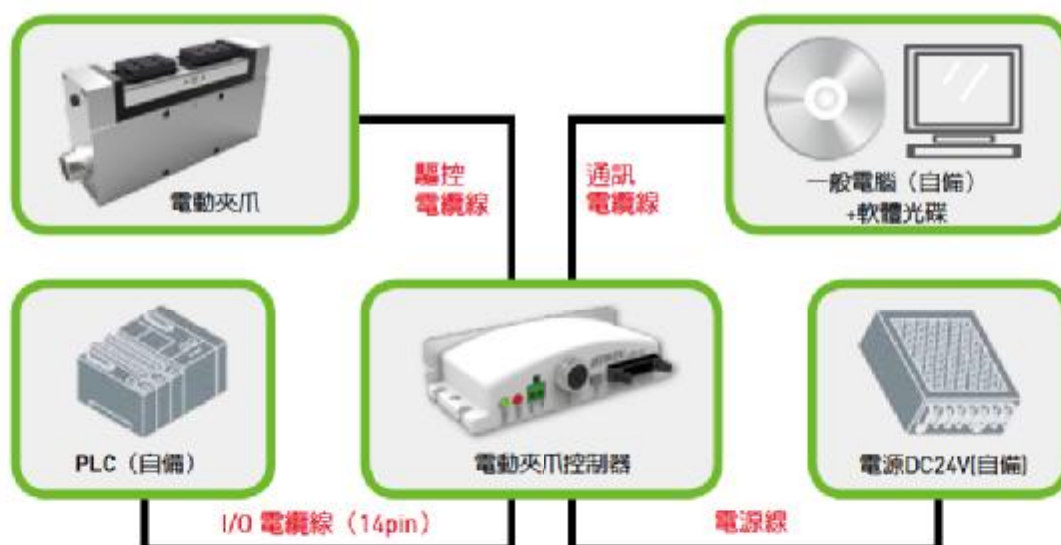 電動夾爪
驅控
電纜線
通訊
電纜線
一般電腦（自備）
+軟體光碟
PLC（自備）
電動夾爪控制器
電源DC24V(自備)
I/O 電纜線（14pin）
電源線